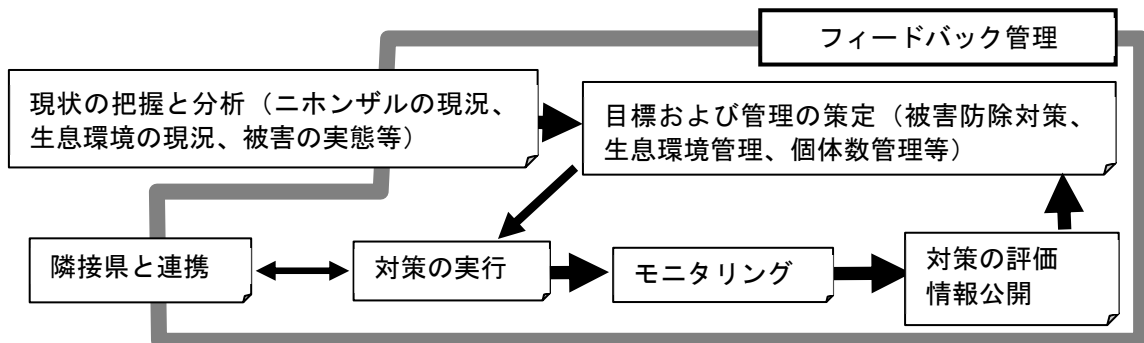 フィードバック管理
現状の把握と分析（ニホンザルの現況、
生息環境の現況、被害の実態等）
目標および管理の策定（被害防除対策、
生息環境管理、個体数管理等）
隣接県と連携
対策の実行
モニタリング
対策の評価
情報公開